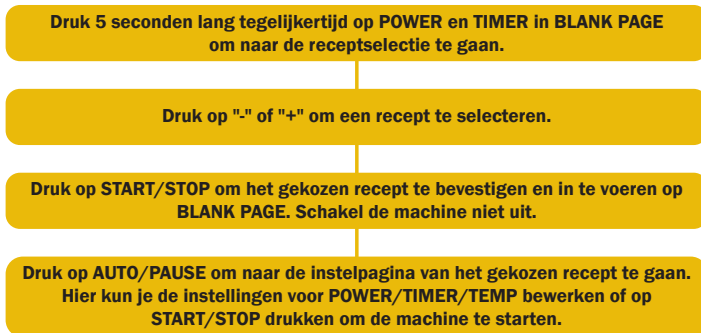 Druk 5 seconden lang tegelijkertijd op POWER en TIMER in BLANK PAGE
om naar de receptselectie te gaan.
Druk op "-" of "+" om een recept te selecteren.
Druk op START/STOP om het gekozen recept te bevestigen en in te voeren op
BLANK PAGE. Schakel de machine niet uit.
Druk op AUTO/PAUSE om naar de instelpagina van het gekozen recept te gaan.
Hier kun je de instellingen voor POWER/TIMER/TEMP bewerken of op
START/STOP drukken om de machine te starten.